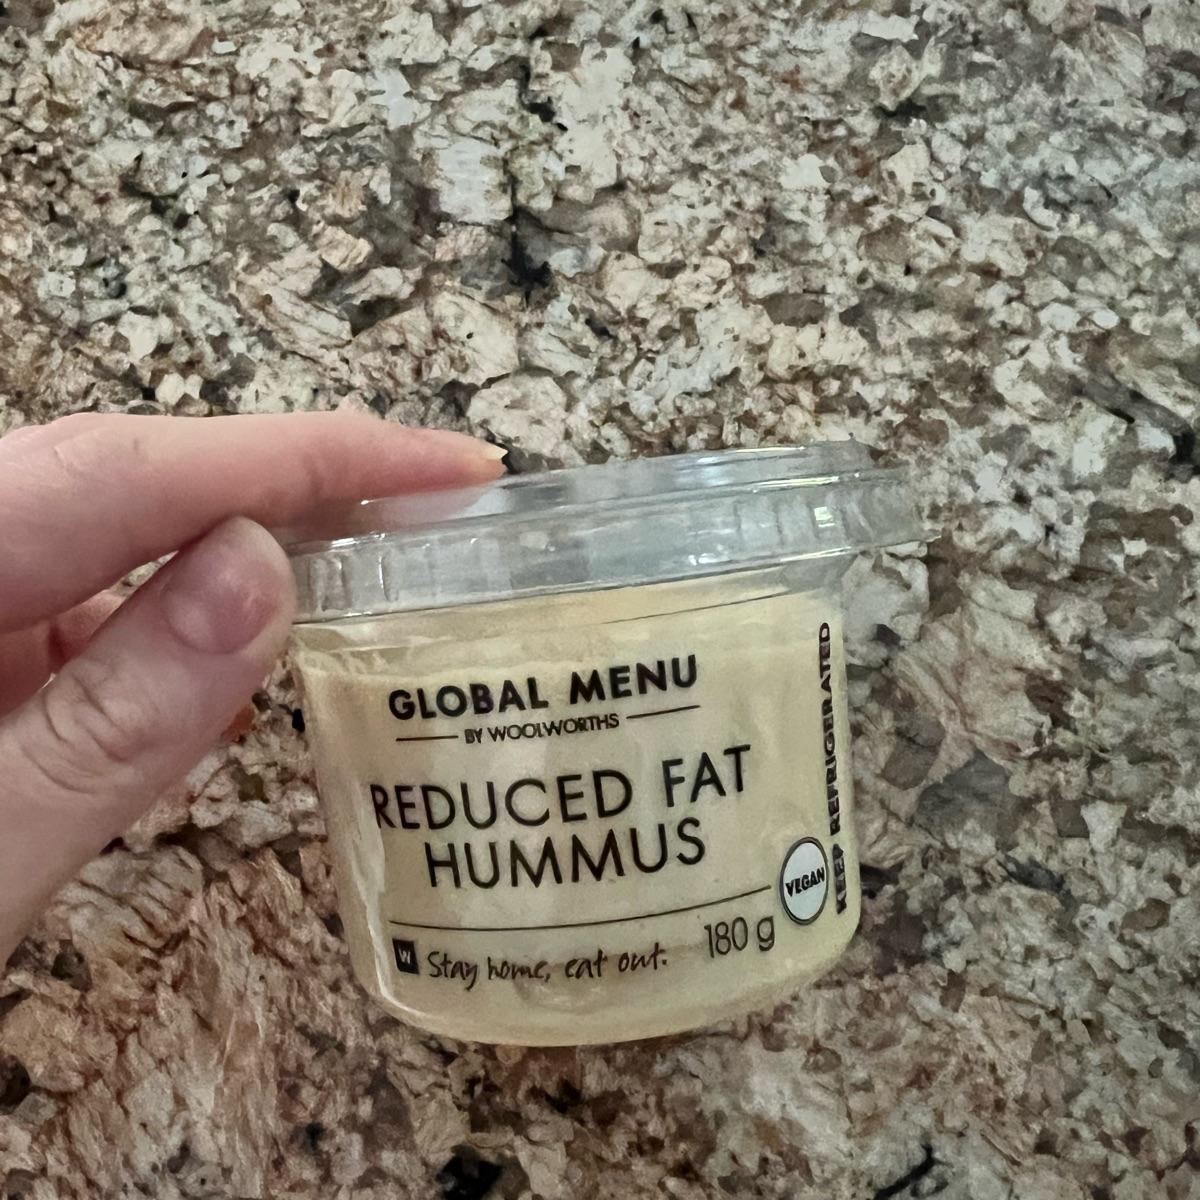 GLOBAL MENU
BY WOOLWORTHS
REDUCED FAT
HUMMUS
W
Stay home, eat out.
180 g
VEGAN
KEEP REFRIGERATED